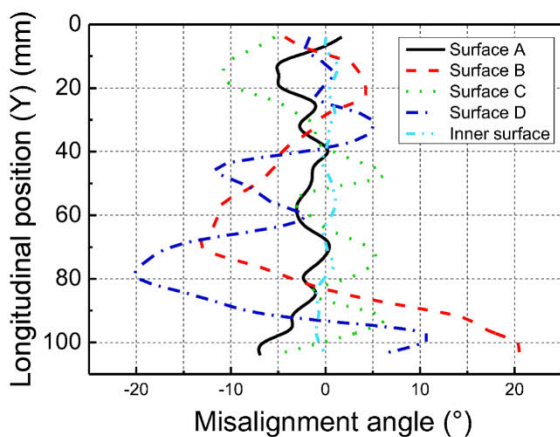 Longitudinal position (Y) (mm)
0
20
40
60
80
100
Surface A
Surface B
Surface C
Surface D
Inner surface
-20
-10
0
10
20
Misalignment angle (°)